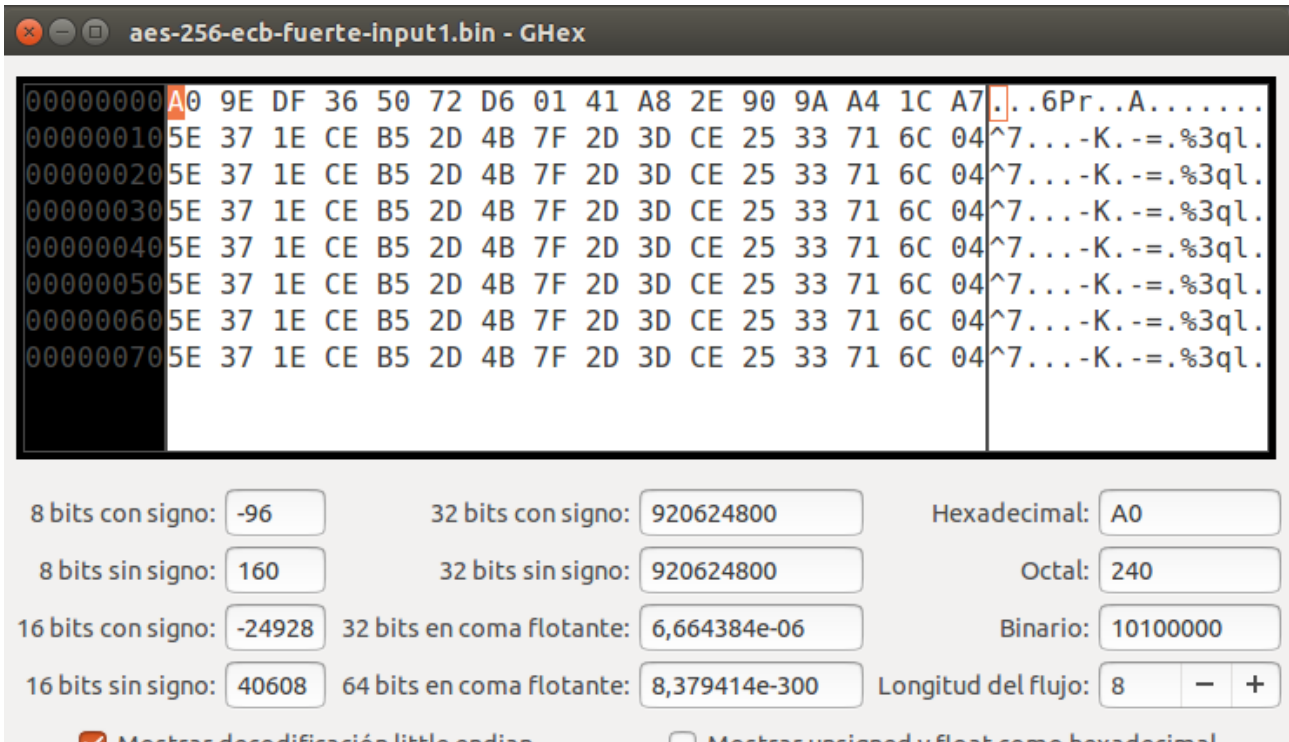 aes-256-ecb-fuerte-input1.bin - GHex
00000000 A0 9E DF 36 50 72 D6 01 41 A8 2E 90 9A A4 1C A7 ...6Pr..A.......
00000010 5E 37 1E CE B5 2D 4B 7F 2D 3D CE 25 33 71 6C 04 ^7...-K.-=.%3ql.
00000020 5E 37 1E CE B5 2D 4B 7F 2D 3D CE 25 33 71 6C 04 ^7...-K.-=.%3ql.
00000030 5E 37 1E CE B5 2D 4B 7F 2D 3D CE 25 33 71 6C 04 ^7...-K.-=.%3ql.
00000040 5E 37 1E CE B5 2D 4B 7F 2D 3D CE 25 33 71 6C 04 ^7...-K.-=.%3ql.
00000050 5E 37 1E CE B5 2D 4B 7F 2D 3D CE 25 33 71 6C 04 ^7...-K.-=.%3ql.
00000060 5E 37 1E CE B5 2D 4B 7F 2D 3D CE 25 33 71 6C 04 ^7...-K.-=.%3ql.
00000070 5E 37 1E CE B5 2D 4B 7F 2D 3D CE 25 33 71 6C 04 ^7...-K.-=.%3ql.
8 bits con signo: -96 32 bits con signo: 920624800 Hexadecimal: A0
8 bits sin signo: 160 32 bits sin signo: 920624800 Octal: 240
16 bits con signo: -24928 32 bits en coma flotante: 6,664384e-06 Binario: 10100000
16 bits sin signo: 40608 64 bits en coma flotante: 8,379414e-300 Longitud del flujo: 8 − +
Mostrar decodificación little endian Mostrar unsigned y float como hexadecimal